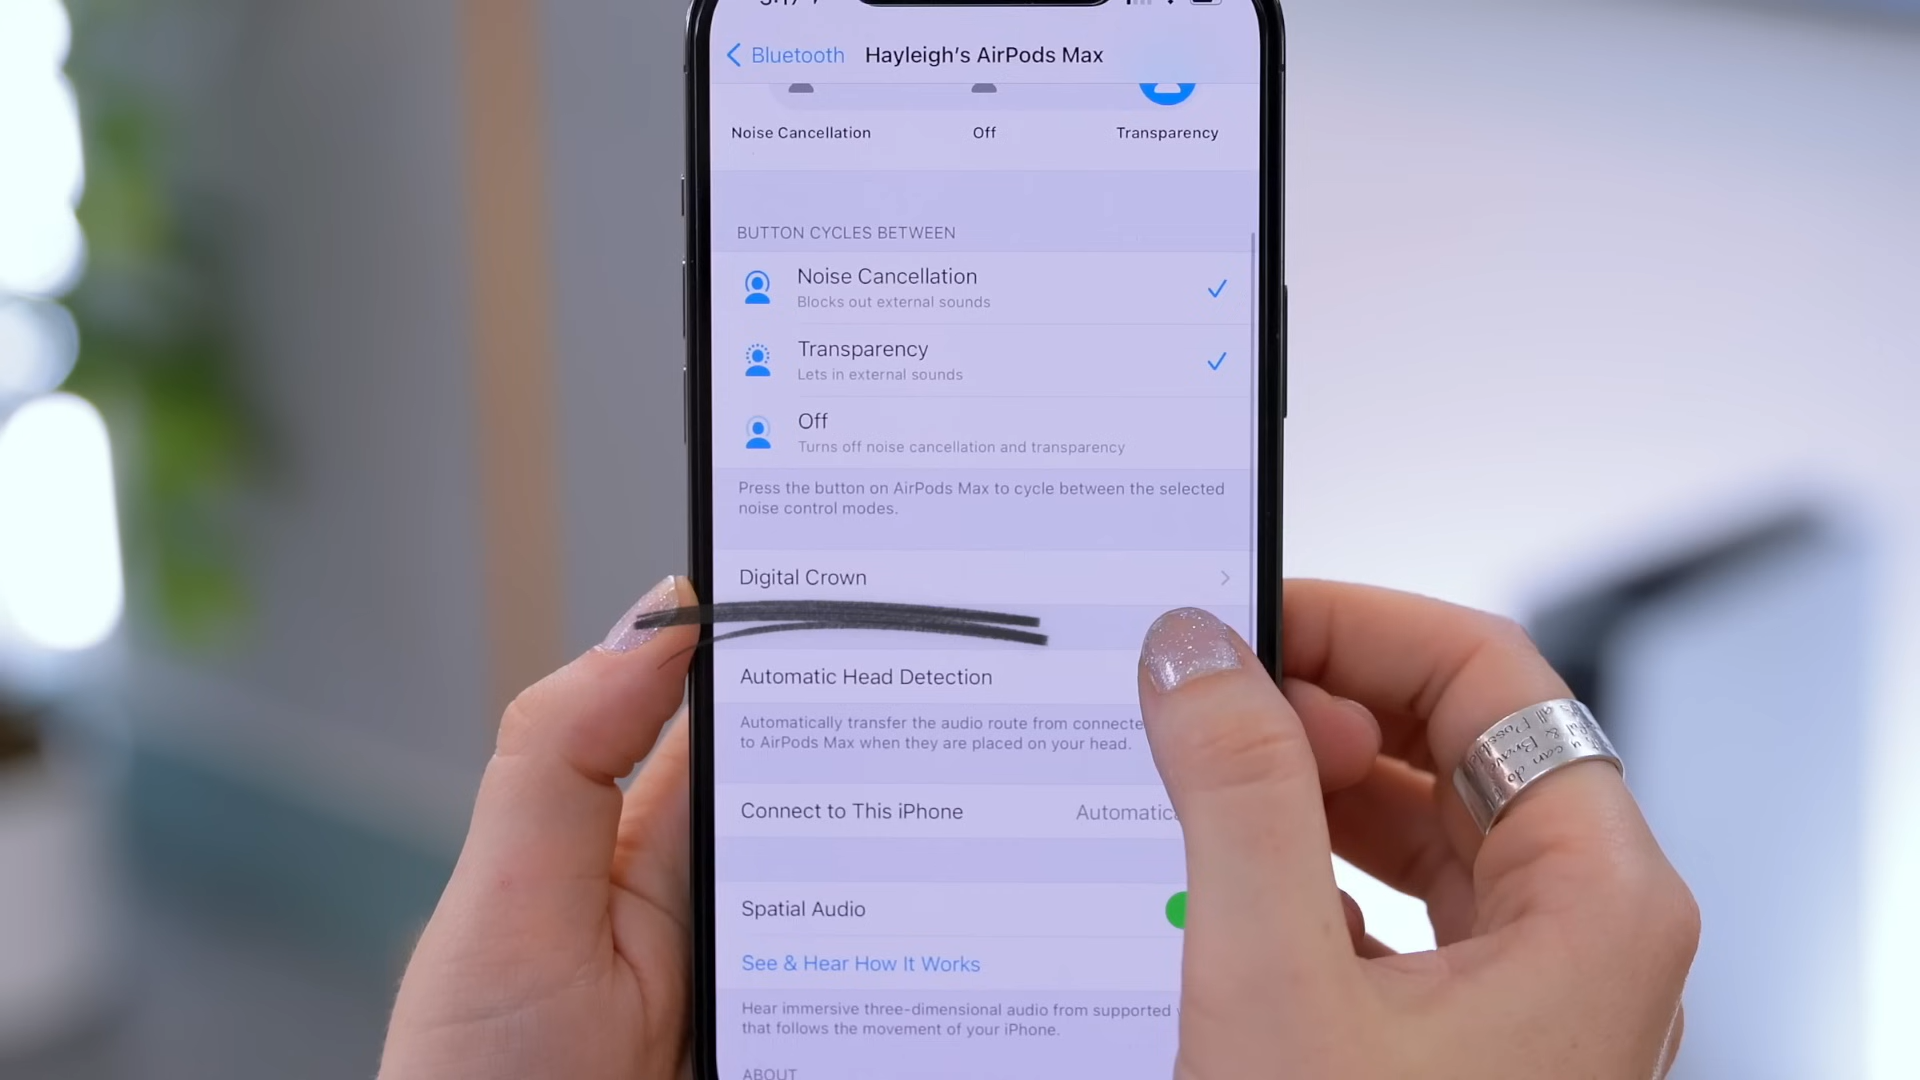 Bluetooth Hayleigh's AirPods Max
Noise Cancellation Off Transparency
BUTTON CYCLES BETWEEN
Noise Cancellation
Blocks out external sounds
Transparency
Lets in external sounds
Off
Turns off noise cancellation and transparency
Press the button on AirPods Max to cycle between the selected
noise control modes.
Digital Crown
Automatic Head Detection
Automatically transfer the audio route from
to AirPods Max when they are placed on your head.
Connect to This iPhone
Spatial Audio
See & Hear How It Works
Hear immersive three-dimensional audio from supported
that follows the movement of your iPhone.
ABOUT